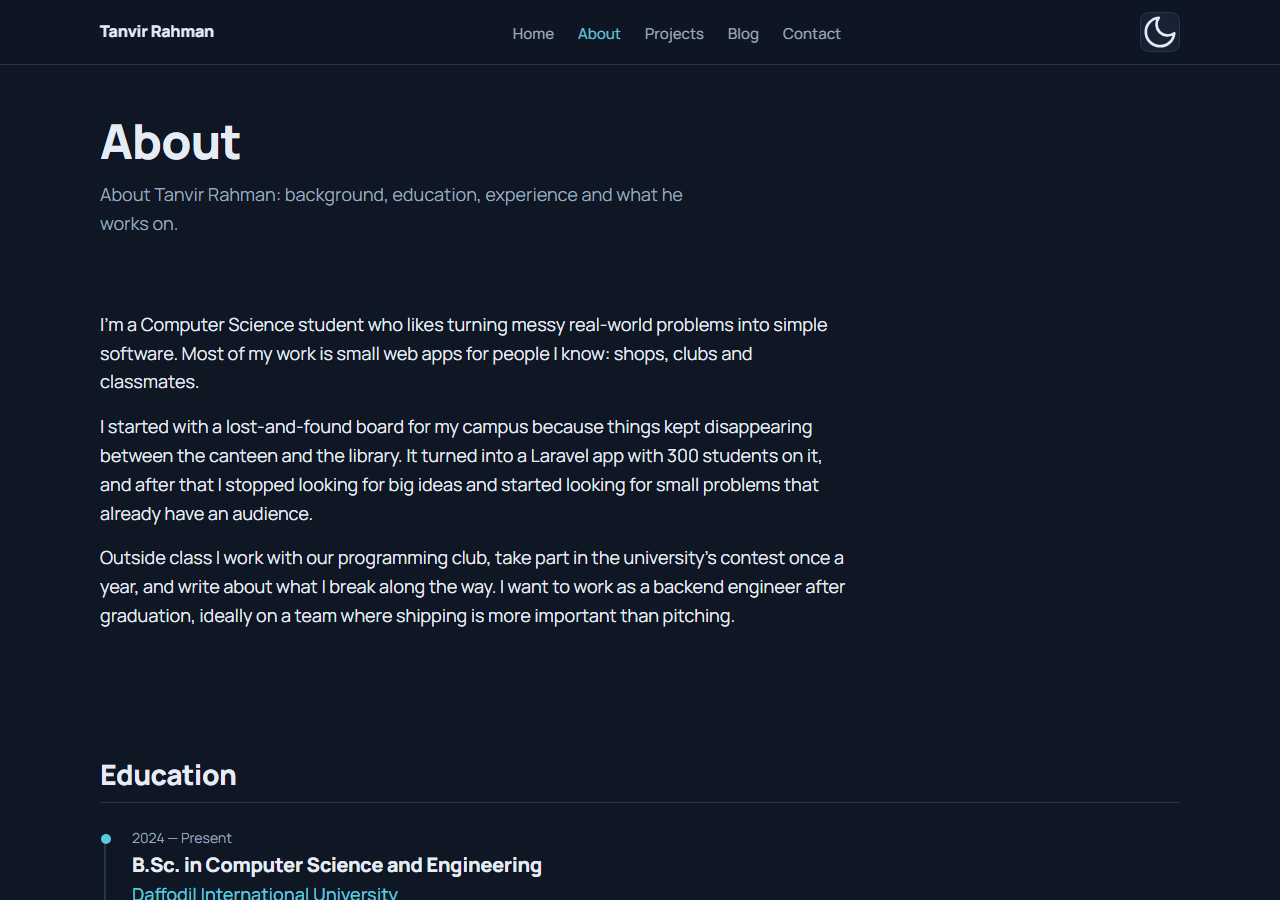 Tanvir Rahman
Home About Projects Blog Contact
About
About Tanvir Rahman: background, education, experience and what he
works on.
I'm a Computer Science student who likes turning messy real-world problems into simple
software. Most of my work is small web apps for people I know: shops, clubs and
classmates.
I started with a lost-and-found board for my campus because things kept disappearing
between the canteen and the library. It turned into a Laravel app with 300 students on it,
and after that I stopped looking for big ideas and started looking for small problems that
already have an audience.
Outside class I work with our programming club, take part in the university's contest once a
year, and write about what I break along the way. I want to work as a backend engineer after
graduation, ideally on a team where shipping is more important than pitching.
Education
2024 — Present
B.Sc. in Computer Science and Engineering
Daffodil International University